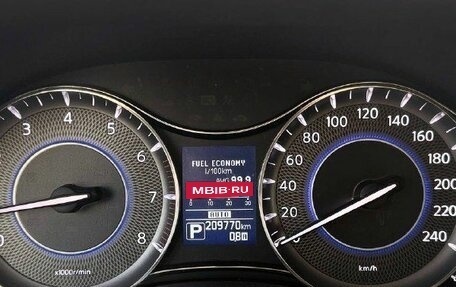 3 4 5 6 7 8
x1000r/min
FUEL ECONOMY
l/100km
99.9
MBIB·RU
0 10 20 30
AUTO
P 209770km
0 20 40 60 80 100 120 140 160 180 200 220 240
km/h